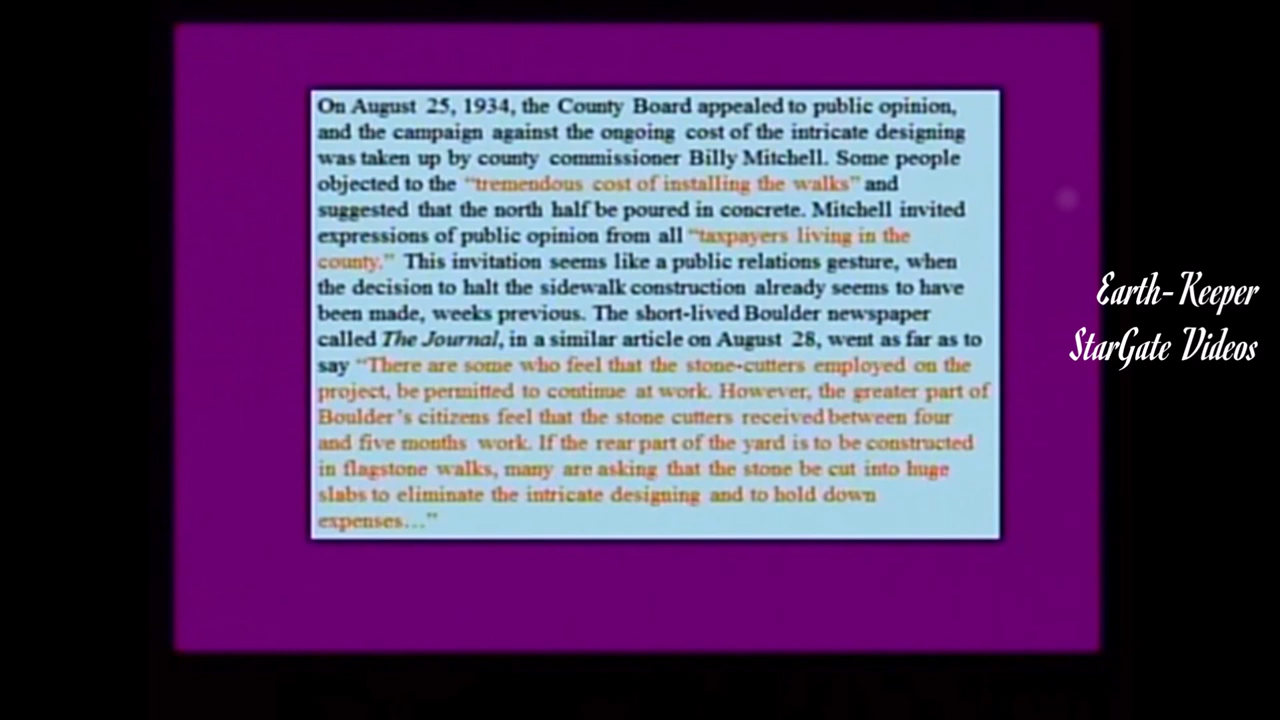 On August 25, 1934, the County Board appealed to public opinion,
and the campaign against the ongoing cost of the intricate designing
was taken up by county commissioner Billy Mitchell. Some people
objected to the “tremendous cost of installing the walks” and
suggested that the north half be poured in concrete. Mitchell invited
expressions of public opinion from all “taxpayers living in the
county.” This invitation seems like a public relations gesture, when
the decision to halt the sidewalk construction already seems to have
been made, weeks previous. The short-lived Boulder newspaper
called The Journal, in a similar article on August 28, went as far as to
say “There are some who feel that the stone-cutters employed on the
project, be permitted to continue at work. However, the greater part of
Boulder’s citizens feel that the stone cutters received between four
and five months work. If the rear part of the yard is to be constructed
in flagstone walks, many are asking that the stone be cut into huge
slabs to eliminate the intricate designing and to hold down
expenses…”
Earth-Keeper
StarGate Videos